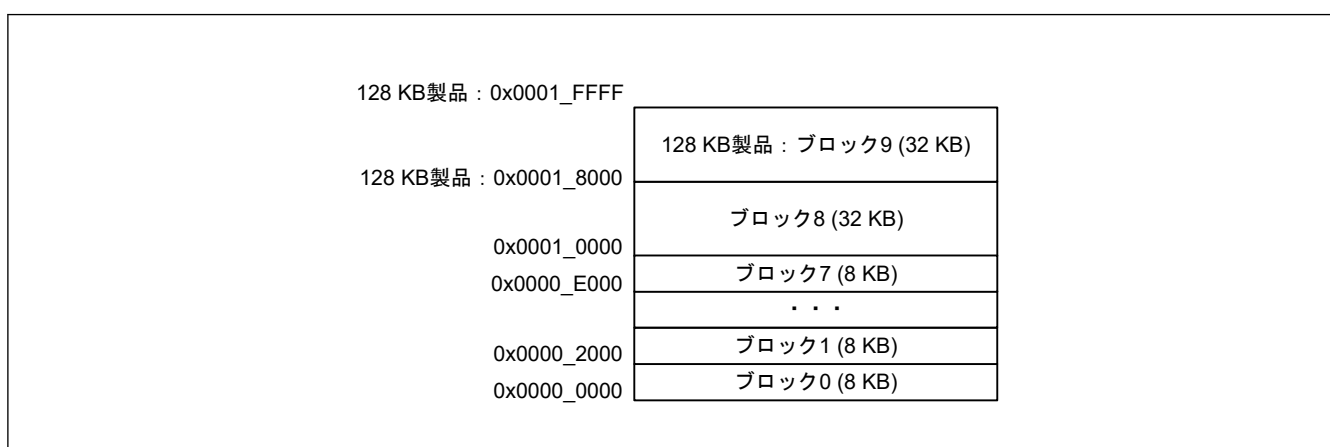 128 KB製品：0x0001_FFFF
128 KB製品：ブロック9 (32 KB)
128 KB製品：0x0001_8000
ブロック8 (32 KB)
0x0001_0000
ブロック7 (8 KB)
0x0000_E000
・・・
ブロック1 (8 KB)
0x0000_2000
ブロック0 (8 KB)
0x0000_0000